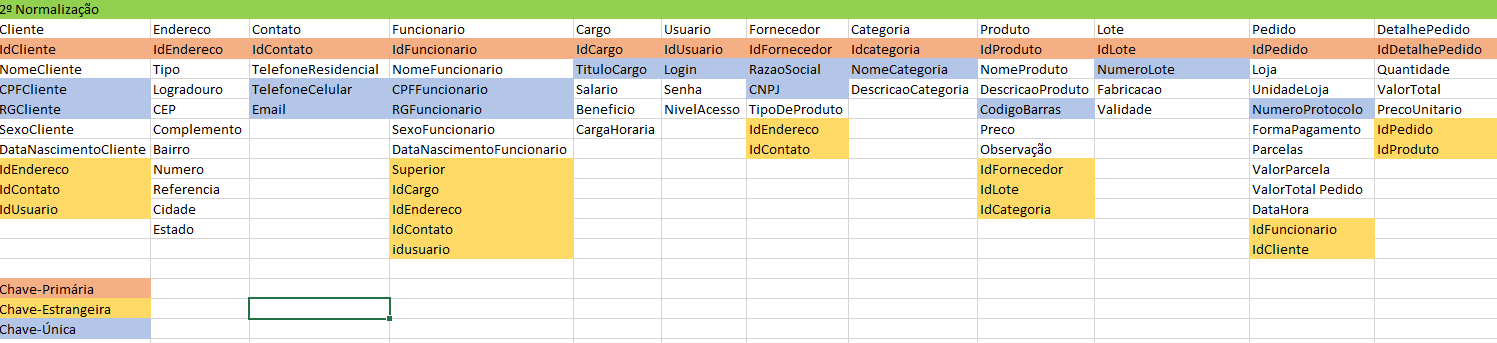 2º Normalização
Cliente Endereco Contato Funcionario Cargo Usuario Fornecedor Categoria Produto Lote Pedido DetalhePedido
IdCliente IdEndereco IdContato IdFuncionario IdCargo IdUsuario IdFornecedor Idcategoria IdProduto IdLote IdPedido IdDetalhePedido
NomeCliente Tipo TelefoneResidencial NomeFuncionario TituloCargo Login RazaoSocial NomeCategoria NomeProduto NumeroLote Loja Quantidade
CPFCliente Logradouro TelefoneCelular CPFFuncionario Salario Senha CNPJ DescricaoCategoria DescricaoProduto Fabricacao UnidadeLoja ValorTotal
RGCliente CEP Email RGFuncionario Beneficio NivelAcesso TipoDeProduto CodigoBarras Validade NumeroProtocolo PrecoUnitario
SexoCliente Complemento SexoFuncionario CargaHoraria IdEndereco Preco FormaPagamento IdPedido
DataNascimentoCliente Bairro DataNascimentoFuncionario IdContato Observação Parcelas IdProduto
IdEndereco Numero Superior IdFornecedor ValorParcela
IdContato Referencia IdCargo IdLote ValorTotal Pedido
IdUsuario Cidade IdEndereco IdCategoria DataHora
Estado IdContato IdFuncionario
idusuario IdCliente
Chave-Primária
Chave-Estrangeira
Chave-Única